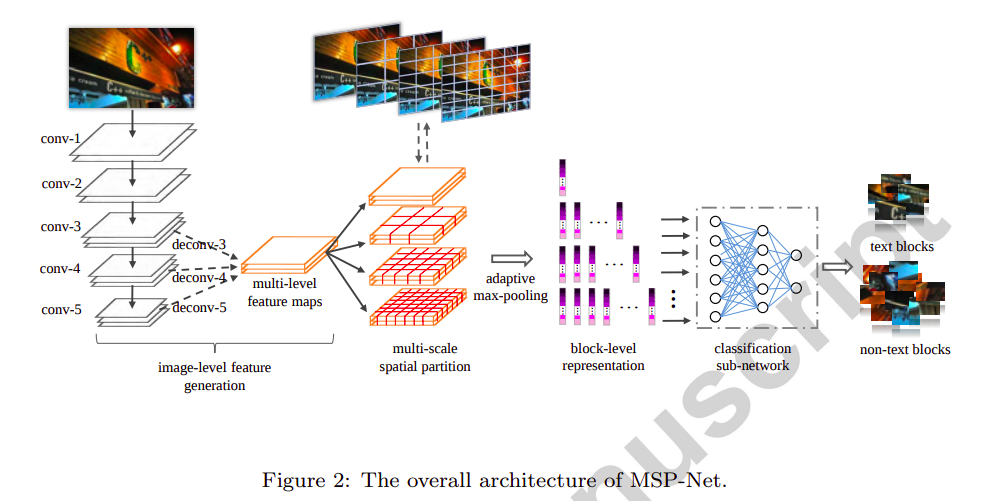 conv-1
conv-2
conv-3
deconv-3
conv-4
deconv-4
conv-5
deconv-5
multi-level
feature maps
image-level feature
generation
multi-scale
spatial partition
adaptive
max-pooling
block-level
representation
classification
sub-network
text blocks
non-text blocks
C++
cream
C++
Figure 2: The overall architecture of MSP-Net.
nuscript